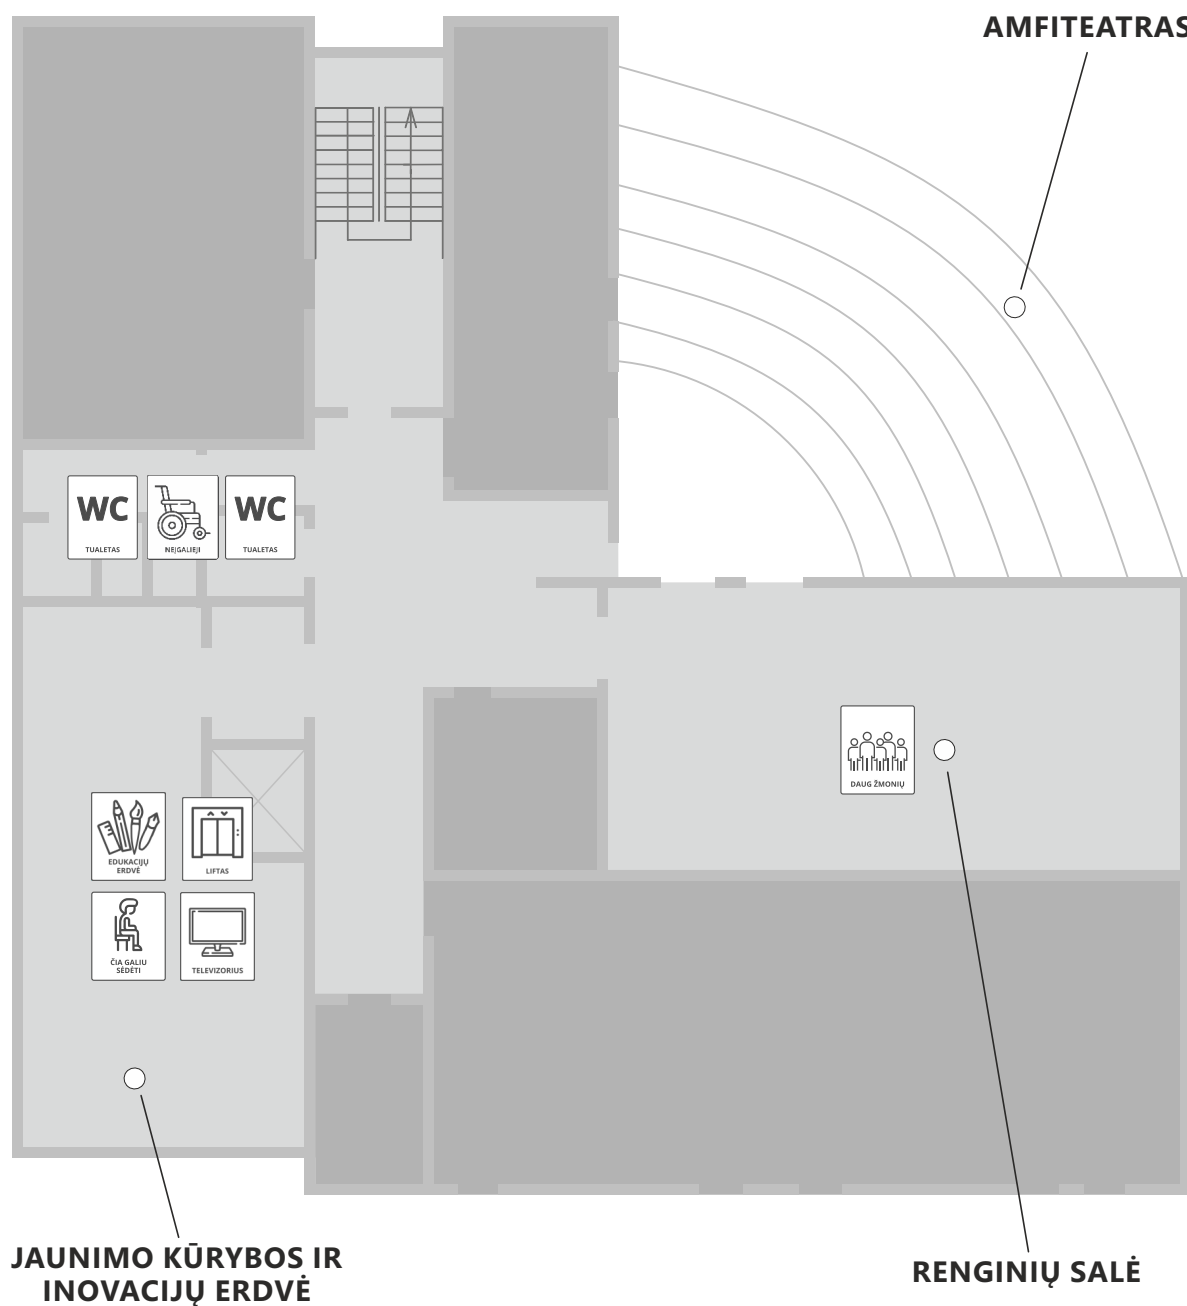 AMFITEATRAS
WC
TUALETAS
NEĮGALIEJI
WC
TUALETAS
DAUG ŽMONIŲ
EDUKACIJŲ
ERDVĖ
LIFTAS
ČIA GALIU
SĖDĖTI
TELEVIZORIUS
JAUNIMO KŪRYBOS IR
INOVACIJŲ ERDVĖ
RENGINIŲ SALĖ